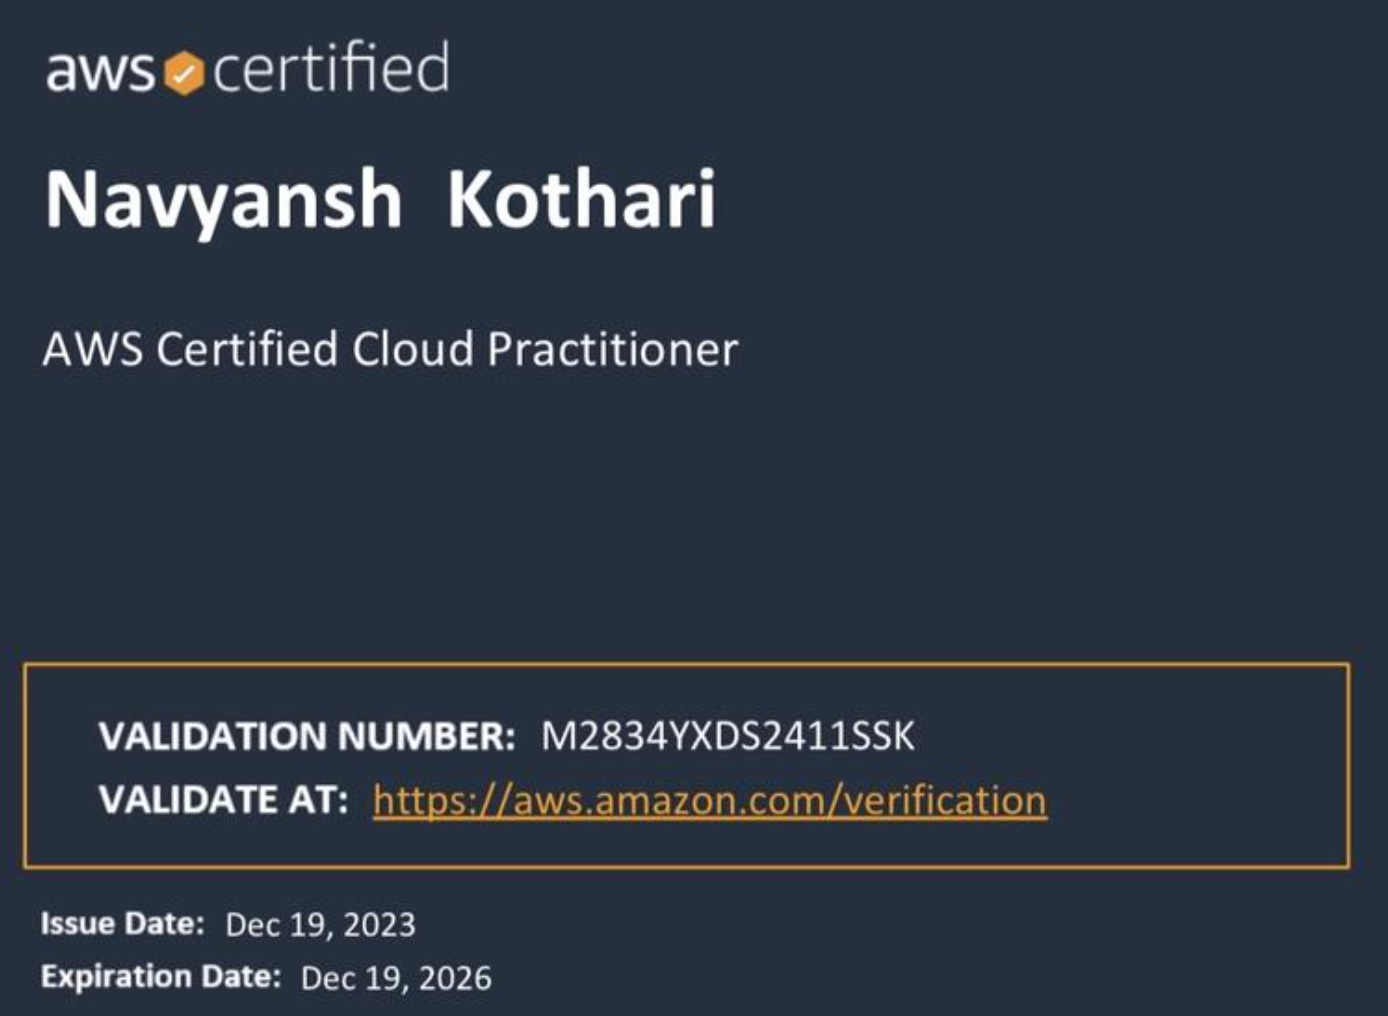 aws certified
Navyansh Kothari
AWS Certified Cloud Practitioner
VALIDATION NUMBER: M2834YXDS2411SSK
VALIDATE AT: https://aws.amazon.com/verification
Issue Date: Dec 19, 2023
Expiration Date: Dec 19, 2026